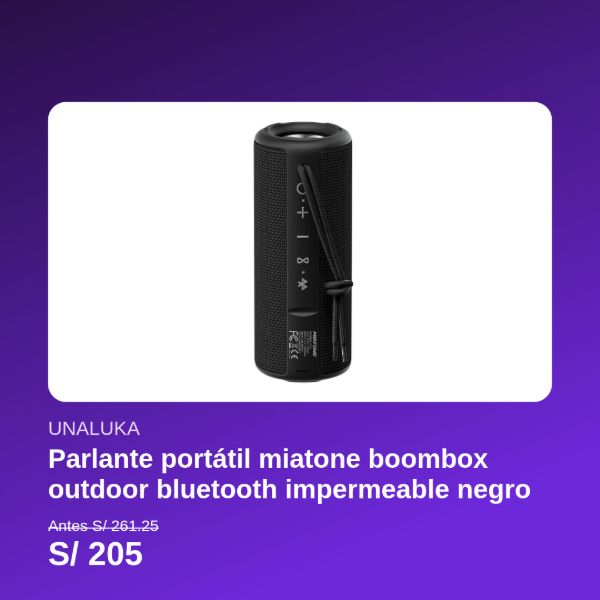 UNALUKA
Parlante portátil miatone boombox
outdoor bluetooth impermeable negro
Antes S/ 261.25
S/ 205